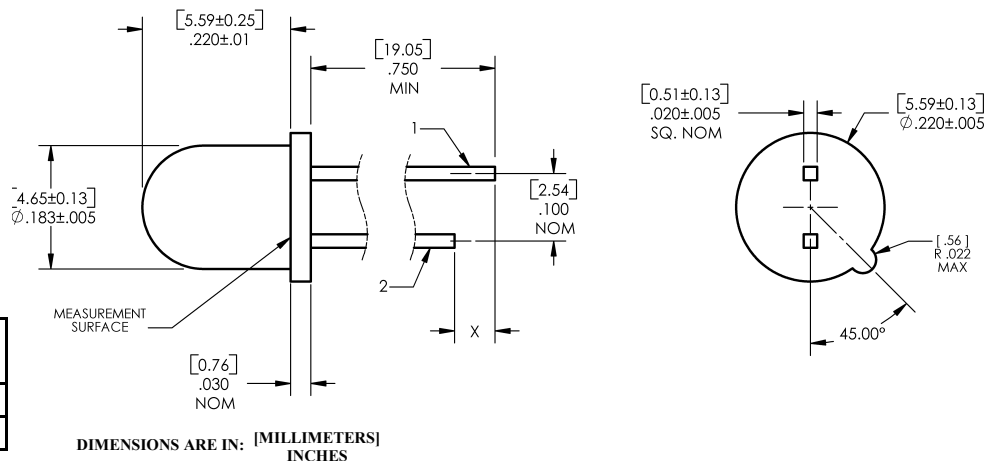 [5.59±0.25]
.220±.01
[19.05]
.750
MIN
1
[2.54]
.100
NOM
4.65±0.13]
Ø.183±.005
2
X
MEASUREMENT
SURFACE
[0.76]
.030
NOM
[0.51±0.13]
.020±.005
SQ. NOM
[5.59±0.13]
Ø.220±.005
[ .56 ]
R .022
MAX
45.00°
DIMENSIONS ARE IN: [MILLIMETERS]
INCHES